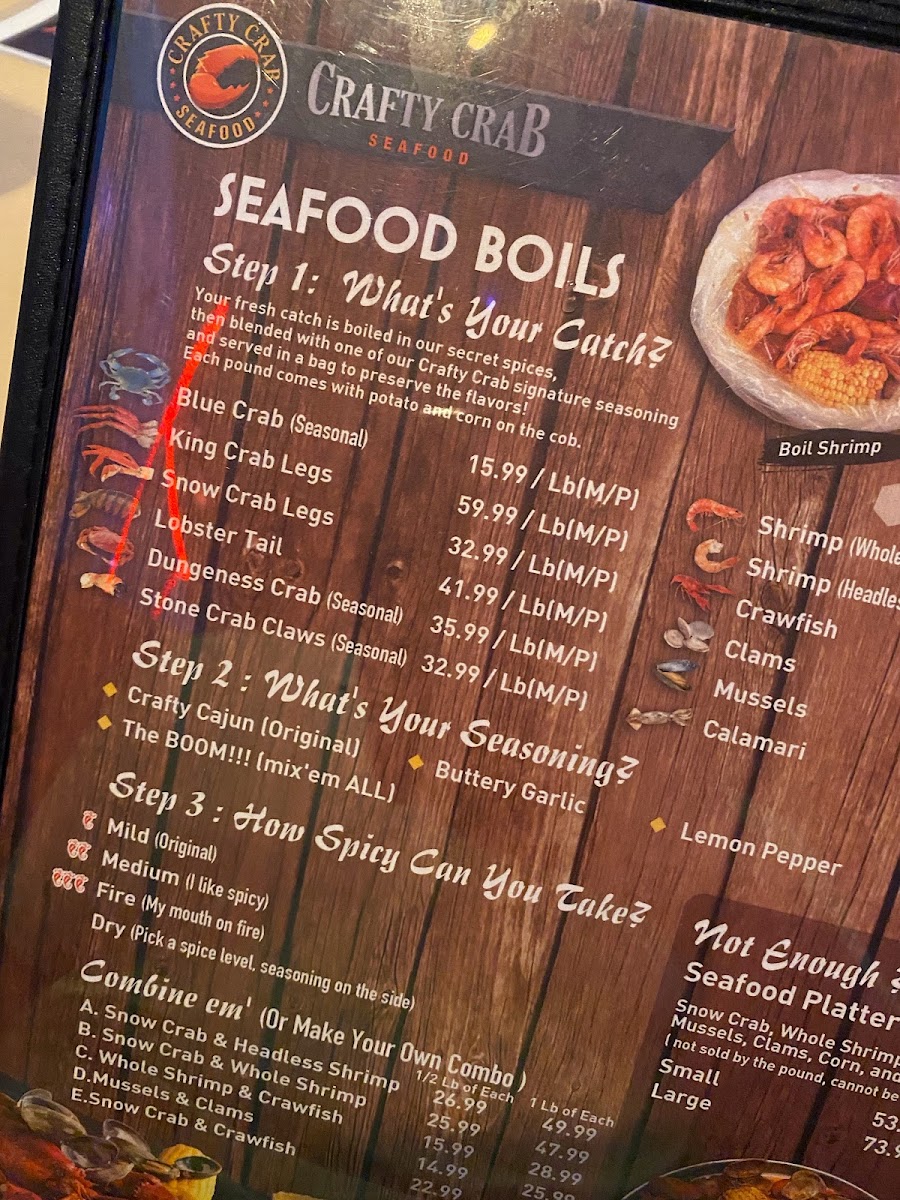 CRAFTY CRAB
SEAFOOD
CRAFTY CRAB
SEAFOOD
SEAFOOD BOILS
Step 1: What's Your Catch?
Your fresh catch is boiled in our secret spices,
then blended with one of our Crafty Crab signature seasoning
and served in a bag to preserve the flavors!
Each pound comes with potato and corn on the cob.
Blue Crab (Seasonal) 15.99 / Lb(M/P)
King Crab Legs 59.99 / Lb(M/P)
Snow Crab Legs 32.99 / Lb(M/P)
Lobster Tail 41.99 / Lb(M/P)
Dungeness Crab (Seasonal) 35.99 / Lb(M/P)
Stone Crab Claws (Seasonal) 32.99 / Lb(M/P)
Boil Shrimp
Shrimp (Whole
Shrimp (Headles
Crawfish
Clams
Mussels
Calamari
Step 2 : What's Your Seasoning?
Crafty Cajun (Original)
The BOOM!!! (mix'em ALL)
Buttery Garlic
Lemon Pepper
Step 3 : How Spicy Can You Take?
Mild (Original)
Medium (I like spicy)
Fire (My mouth on fire)
Dry (Pick a spice level, seasoning on the side)
Combine em' (Or Make Your Own Combo)
1/2 Lb of Each 1 Lb of Each
A. Snow Crab & Headless Shrimp 26.99 49.99
B. Snow Crab & Whole Shrimp 25.99 47.99
C. Whole Shrimp & Crawfish 15.99 28.99
D.Mussels & Clams 14.99 25.99
E.Snow Crab & Crawfish 22.99
Not Enough ?
Seafood Platter
Snow Crab, Whole Shrimp
Mussels, Clams, Corn, and
( not sold by the pound, cannot be
Small 53.
Large 73.9